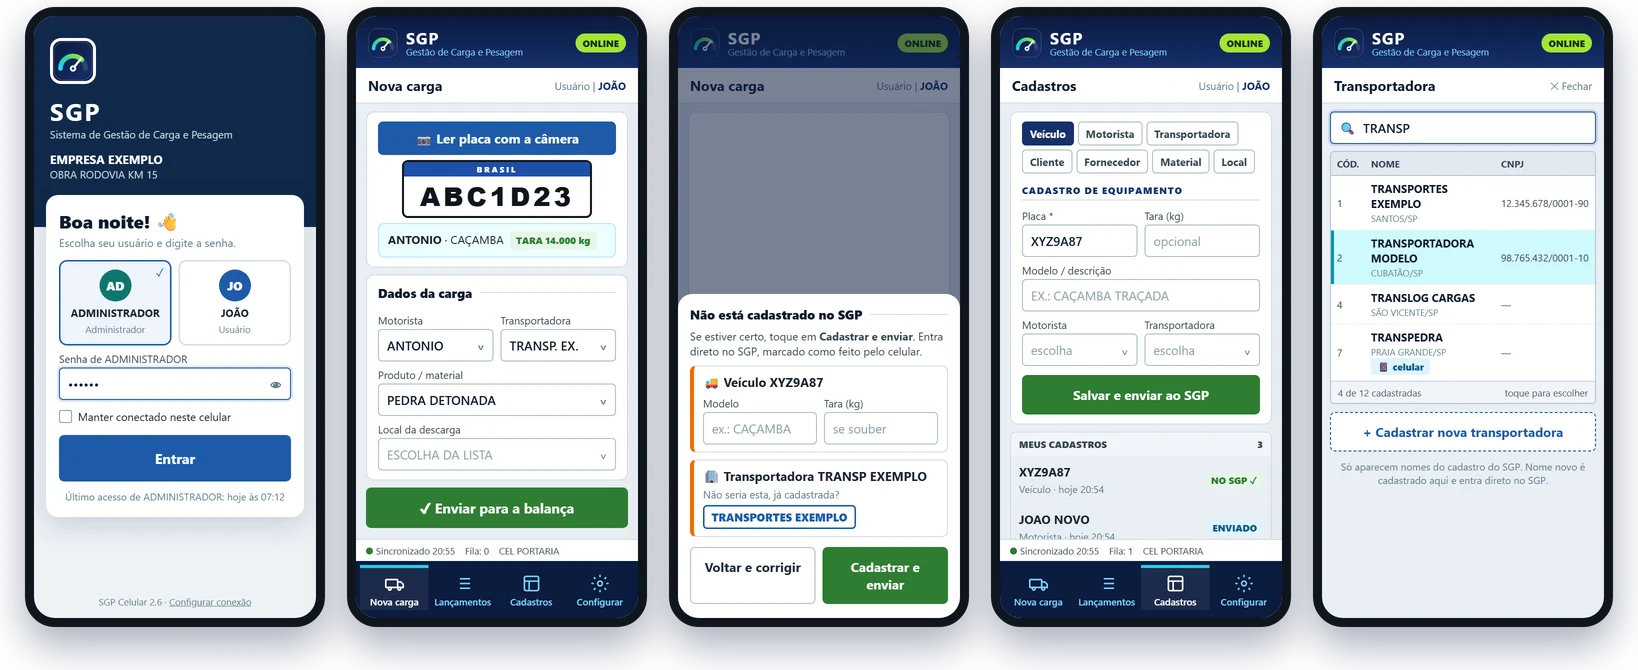 SGP
Sistema de Gestão de Carga e Pesagem
EMPRESA EXEMPLO
OBRA RODOVIA KM 15
Boa noite! 👋
Escolha seu usuário e digite a senha.
AD
✓
ADMINISTRADOR
Administrador
JO
JOÃO
Usuário
Senha de ADMINISTRADOR
••••••
Manter conectado neste celular
Entrar
Último acesso de ADMINISTRADOR: hoje às 07:12
SGP Celular 2.6 · Configurar conexão
SGP
Gestão de Carga e Pesagem
ONLINE
Nova carga
Usuário | JOÃO
📷 Ler placa com a câmera
BRASIL
ABC1D23
ANTONIO · CAÇAMBA TARA 14.000 kg
Dados da carga
Motorista
ANTONIO
Transportadora
TRANSP. EX.
Produto / material
PEDRA DETONADA
Local da descarga
ESCOLHA DA LISTA
✓ Enviar para a balança
Sincronizado 20:55 Fila: 0 CEL PORTARIA
Nova carga
Lançamentos
Cadastros
Configurar
SGP
Gestão de Carga e Pesagem
ONLINE
Nova carga
Usuário | JOÃO
Não está cadastrado no SGP
Se estiver certo, toque em Cadastrar e enviar. Entra
direto no SGP, marcado como feito pelo celular.
🚚 Veículo XYZ9A87
Modelo
ex.: CAÇAMBA
Tara (kg)
se souber
🏢 Transportadora TRANSP EXEMPLO
Não seria esta, já cadastrada?
TRANSPORTES EXEMPLO
Voltar e corrigir
Cadastrar e
enviar
SGP
Gestão de Carga e Pesagem
ONLINE
Cadastros
Usuário | JOÃO
Veículo
Motorista
Transportadora
Cliente
Fornecedor
Material
Local
CADASTRO DE EQUIPAMENTO
Placa *
XYZ9A87
Tara (kg)
opcional
Modelo / descrição
EX.: CAÇAMBA TRAÇADA
Motorista
escolha
Transportadora
escolha
Salvar e enviar ao SGP
MEUS CADASTROS 3
XYZ9A87
Veículo · hoje 20:54
NO SGP ✓
JOAO NOVO
Motorista · hoje 20:54
ENVIADO
Sincronizado 20:55 Fila: 1 CEL PORTARIA
Nova carga
Lançamentos
Cadastros
Configurar
SGP
Gestão de Carga e Pesagem
ONLINE
Transportadora
✕ Fechar
🔍 TRANSP
CÓD. NOME CNPJ
1
TRANSPORTES
EXEMPLO
SANTOS/SP
12.345.678/0001-90
2
TRANSPORTADORA
MODELO
CUBATÃO/SP
98.765.432/0001-10
4
TRANSLOG CARGAS
SÃO VICENTE/SP
—
7
TRANSPEDRA
PRAIA GRANDE/SP
📱 celular
—
4 de 12 cadastradas
toque para escolher
+ Cadastrar nova transportadora
Só aparecem nomes do cadastro do SGP. Nome novo é
cadastrado aqui e entra direto no SGP.